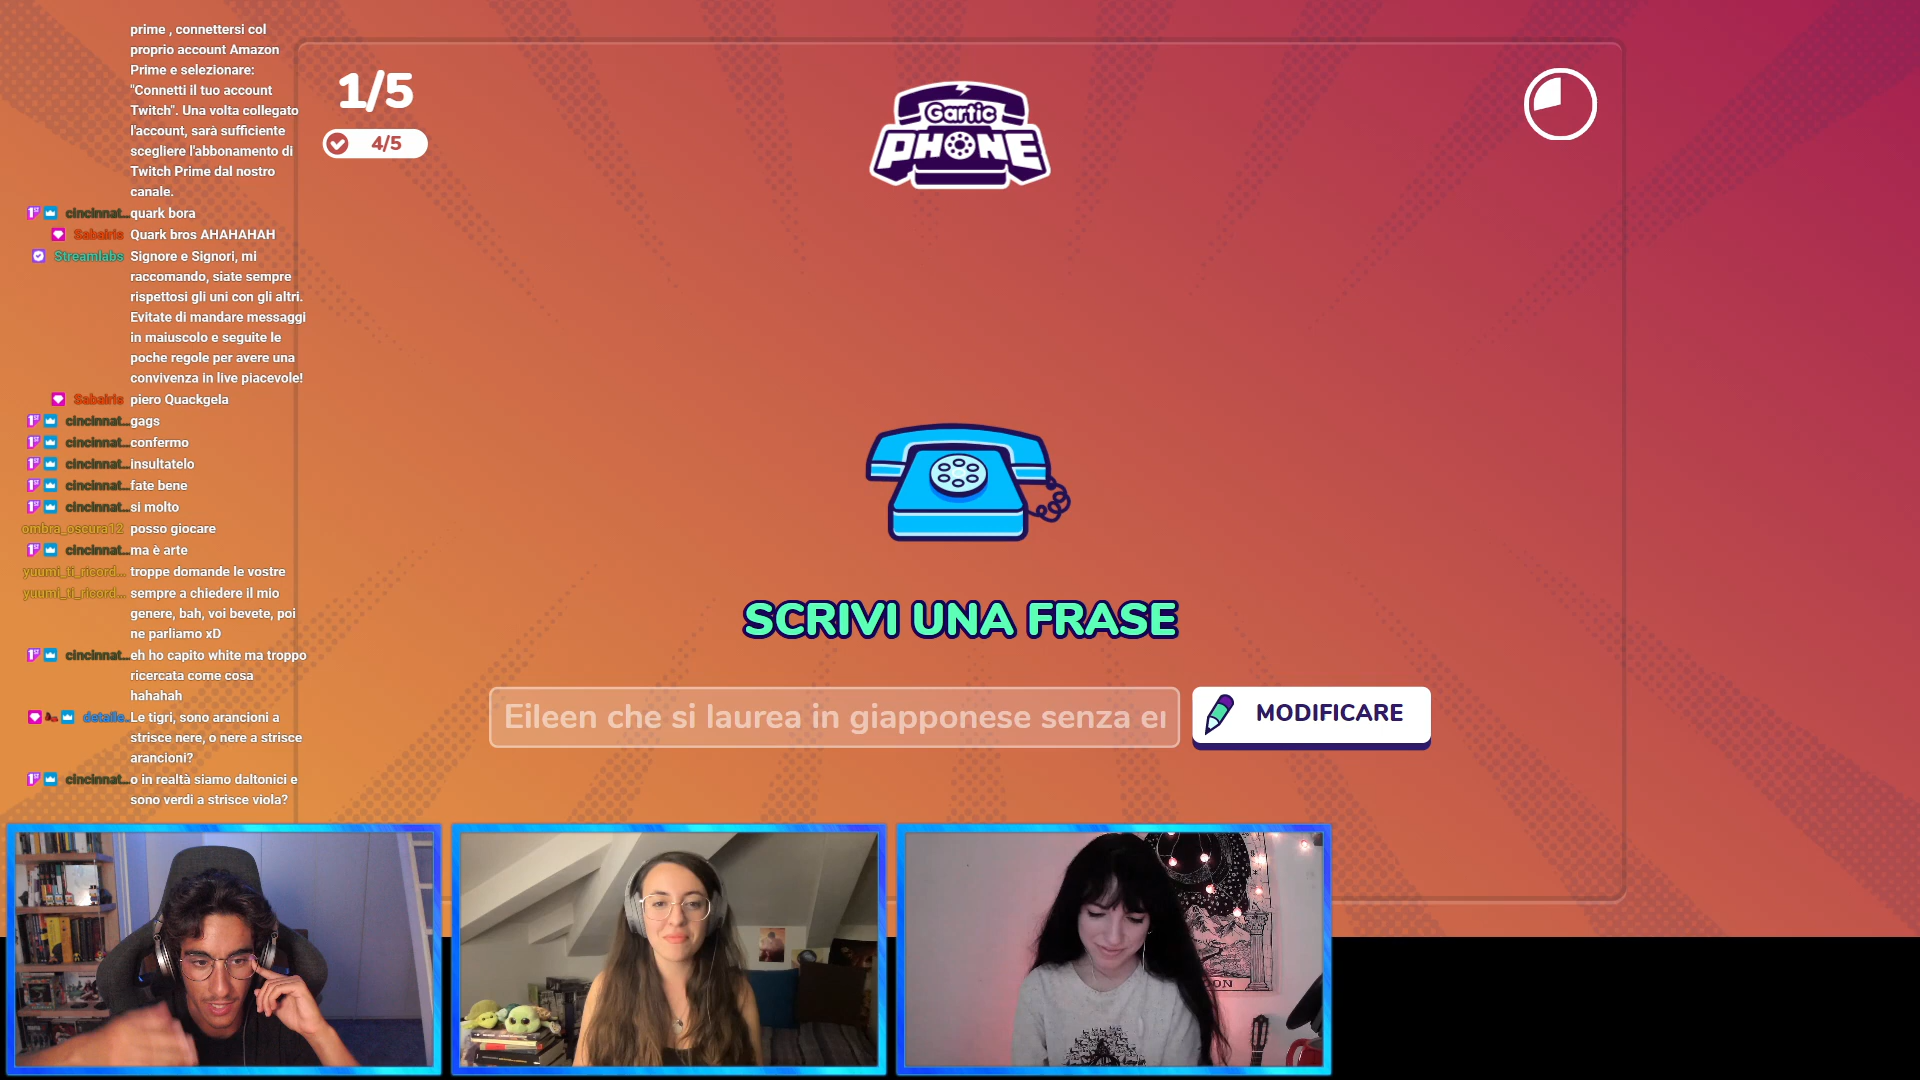 prime , connettersi col
proprio account Amazon
Prime e selezionare:
"Connetti il tuo account
Twitch". Una volta collegato
l'account, sarà sufficiente
scegliere l'abbonamento di
Twitch Prime dal nostro
canale.
cincinnat...quark bora
Sabairis Quark bros AHAHAHAH
Streamlabs Signore e Signori, mi
raccomando, siate sempre
rispettosi gli uni con gli altri.
Evitate di mandare messaggi
in maiuscolo e seguite le
poche regole per avere una
convivenza in live piacevole!
Sabairis piero Quackgela
cincinnat...gags
cincinnat...confermo
cincinnat...insultatelo
cincinnat...fate bene
cincinnat...si molto
ombra_oscura12 posso giocare
cincinnat...ma è arte
yuumi_ti_ricord... troppe domande le vostre
yuumi_ti_ricord... sempre a chiedere il mio
genere, bah, voi bevete, poi
ne parliamo xD
cincinnat...eh ho capito white ma troppo
ricercata come cosa
hahahah
detaile...Le tigri, sono arancioni a
strisce nere, o nere a strisce
arancioni?
cincinnat...o in realtà siamo daltonici e
sono verdi a strisce viola?
1/5
4/5
Gartic
PHONE
SCRIVI UNA FRASE
Eileen che si laurea in giapponese senza
MODIFICARE